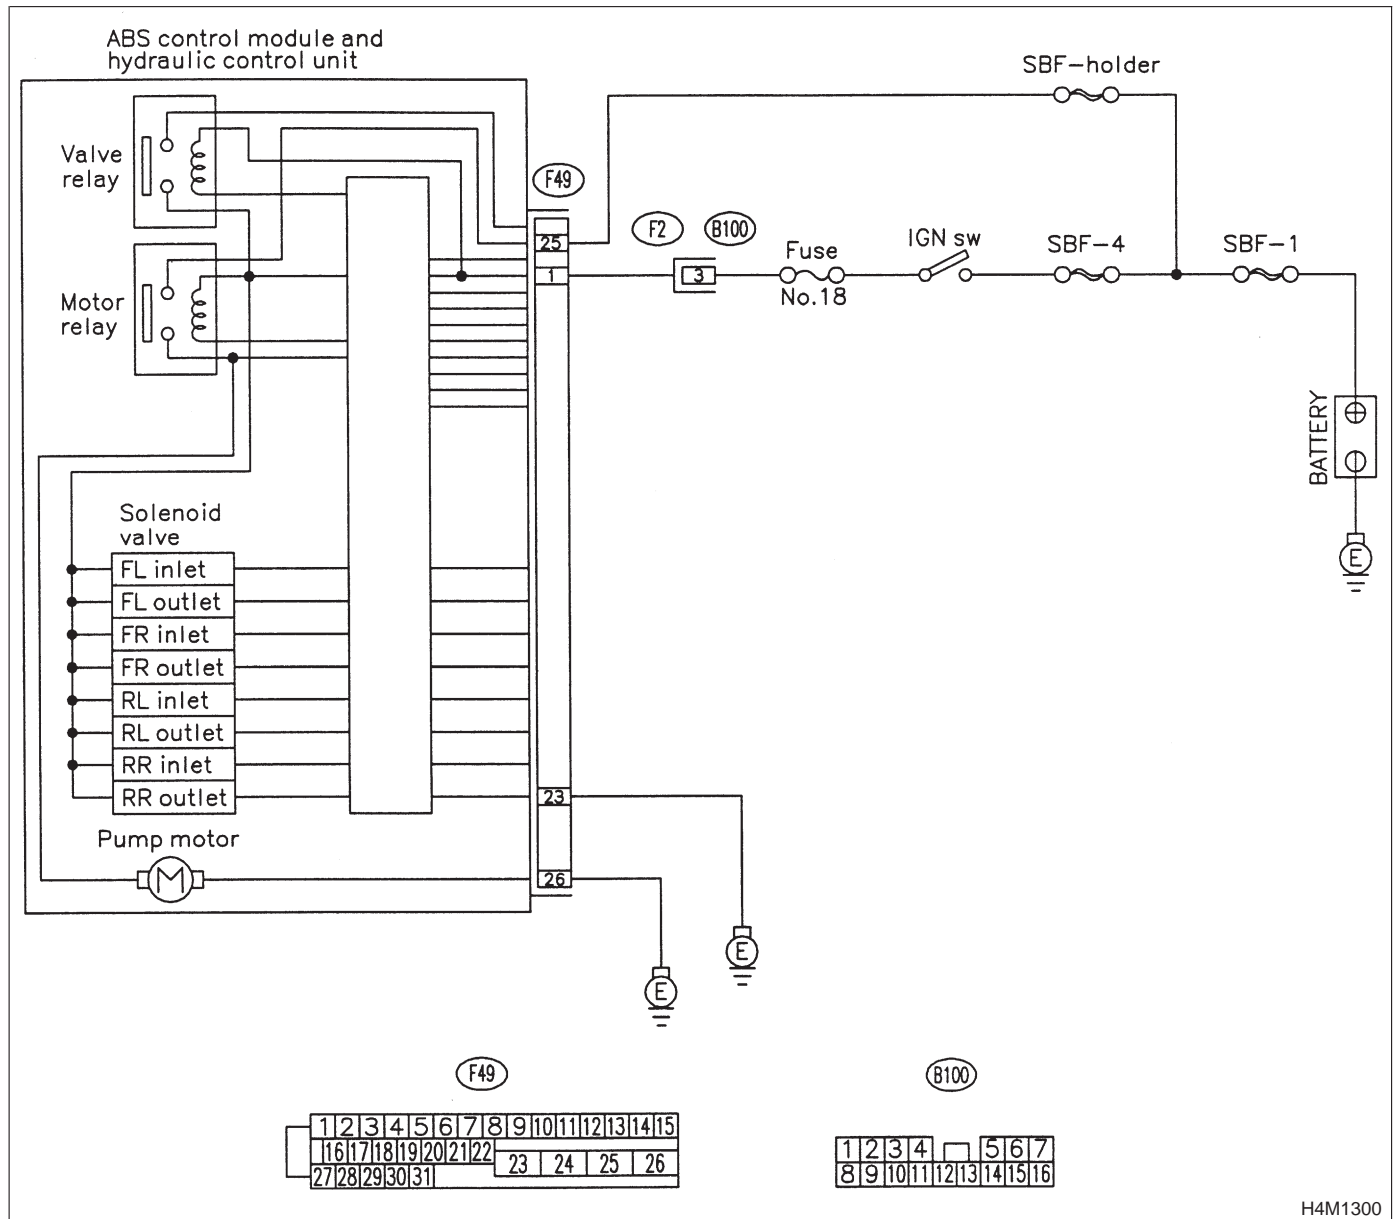 ABS control module and
hydraulic control unit
SBF-holder
Valve
relay
F49
25
F2
B100
Fuse
No.18
IGN sw
SBF-4
SBF-1
1
3
Motor
relay
BATTERY
E
Solenoid
valve
FL inlet
FL outlet
FR inlet
FR outlet
RL inlet
RL outlet
RR inlet
RR outlet
23
Pump motor
M
26
E
E
F49
1 2 3 4 5 6 7 8 9 10 11 12 13 14 15
16 17 18 19 20 21 22
23 24 25 26
27 28 29 30 31
B100
1 2 3 4 5 6 7
8 9 10 11 12 13 14 15 16
H4M1300